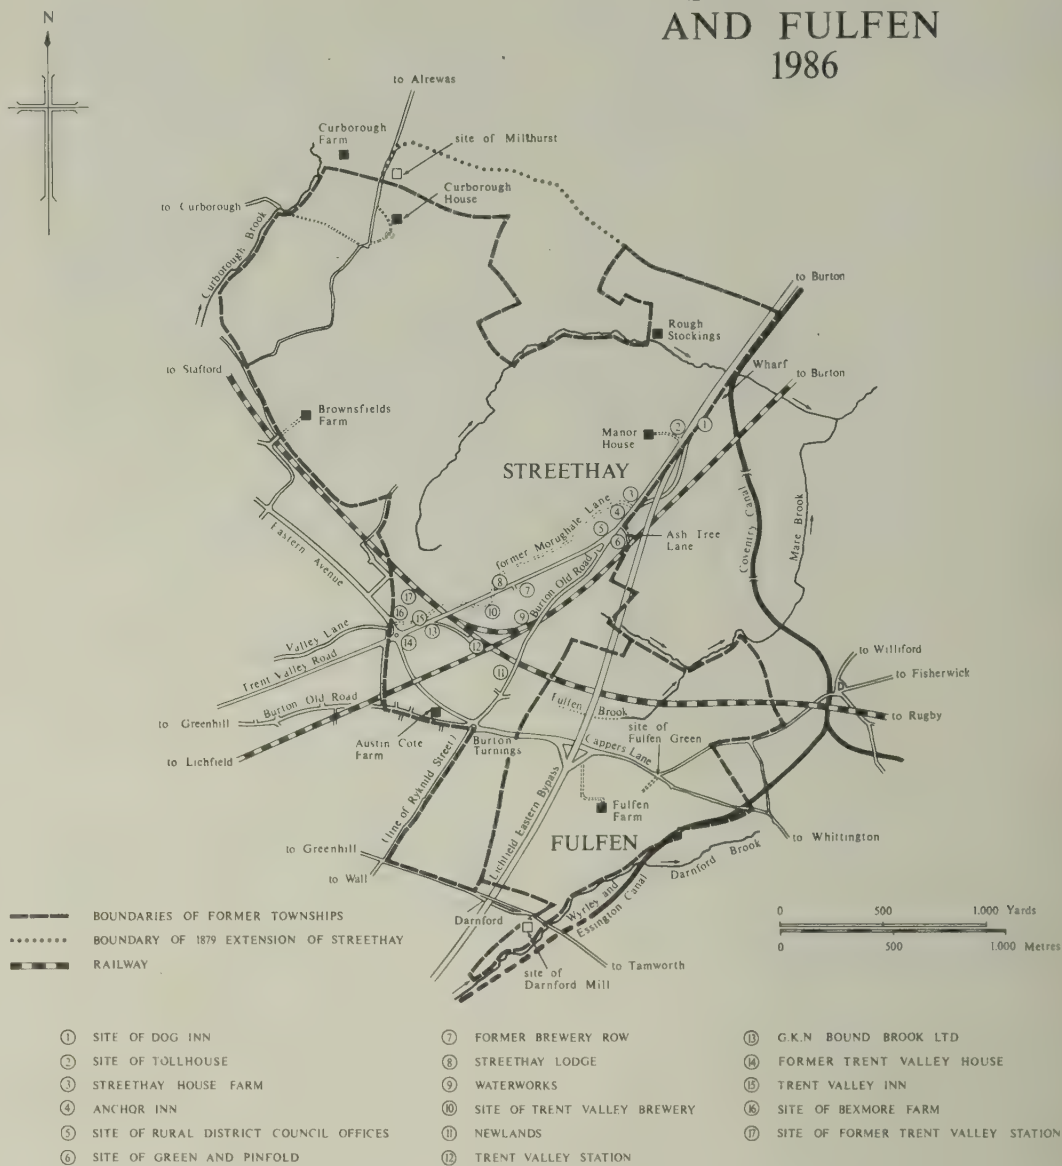 AND FULFEN
1986
N
to Alrewas
Curborough
Farm
site of Millhurst
Curborough
House
to Curborough
Curborough Brook
to Burton
Rough
Stockings
to Stafford
Wharf
to Burton
Brownsfields
Farm
Manor
House
STREETHAY
Former Morughale Lane
Ash Tree
Lane
Coventry Canal
Mare Brook
Eastern Avenue
Burton Old Road
Valley Lane
Trent Valley Road
to Williford
to Fisherwick
Burton Old Road
to Greenhill
Fulfen Brook
to Rugby
site of
Fulfen Green
to Lichfield
Austin Cote
Farm
Burton
Turnings
Cappers Lane
(line of Ryknild Street)
Lichfield Eastern Bypass
Fulfen
Farm
to Whittington
FULFEN
to Greenhill
to Wall
Darnford Brook
Wyrley and
Essington Canal
Darnford
to Tamworth
site of
Darnford Mill
BOUNDARIES OF FORMER TOWNSHIPS
BOUNDARY OF 1879 EXTENSION OF STREETHAY
RAILWAY
0 500 1.000 Yards
0 500 1.000 Metres
1 SITE OF DOG INN
2 SITE OF TOLLHOUSE
3 STREETHAY HOUSE FARM
4 ANCHOR INN
5 SITE OF RURAL DISTRICT COUNCIL OFFICES
6 SITE OF GREEN AND PINFOLD
7 FORMER BREWERY ROW
8 STREETHAY LODGE
9 WATERWORKS
10 SITE OF TRENT VALLEY BREWERY
11 NEWLANDS
12 TRENT VALLEY STATION
13 G.K.N BOUND BROOK LTD
14 FORMER TRENT VALLEY HOUSE
15 TRENT VALLEY INN
16 SITE OF BEXMORE FARM
17 SITE OF FORMER TRENT VALLEY STATION